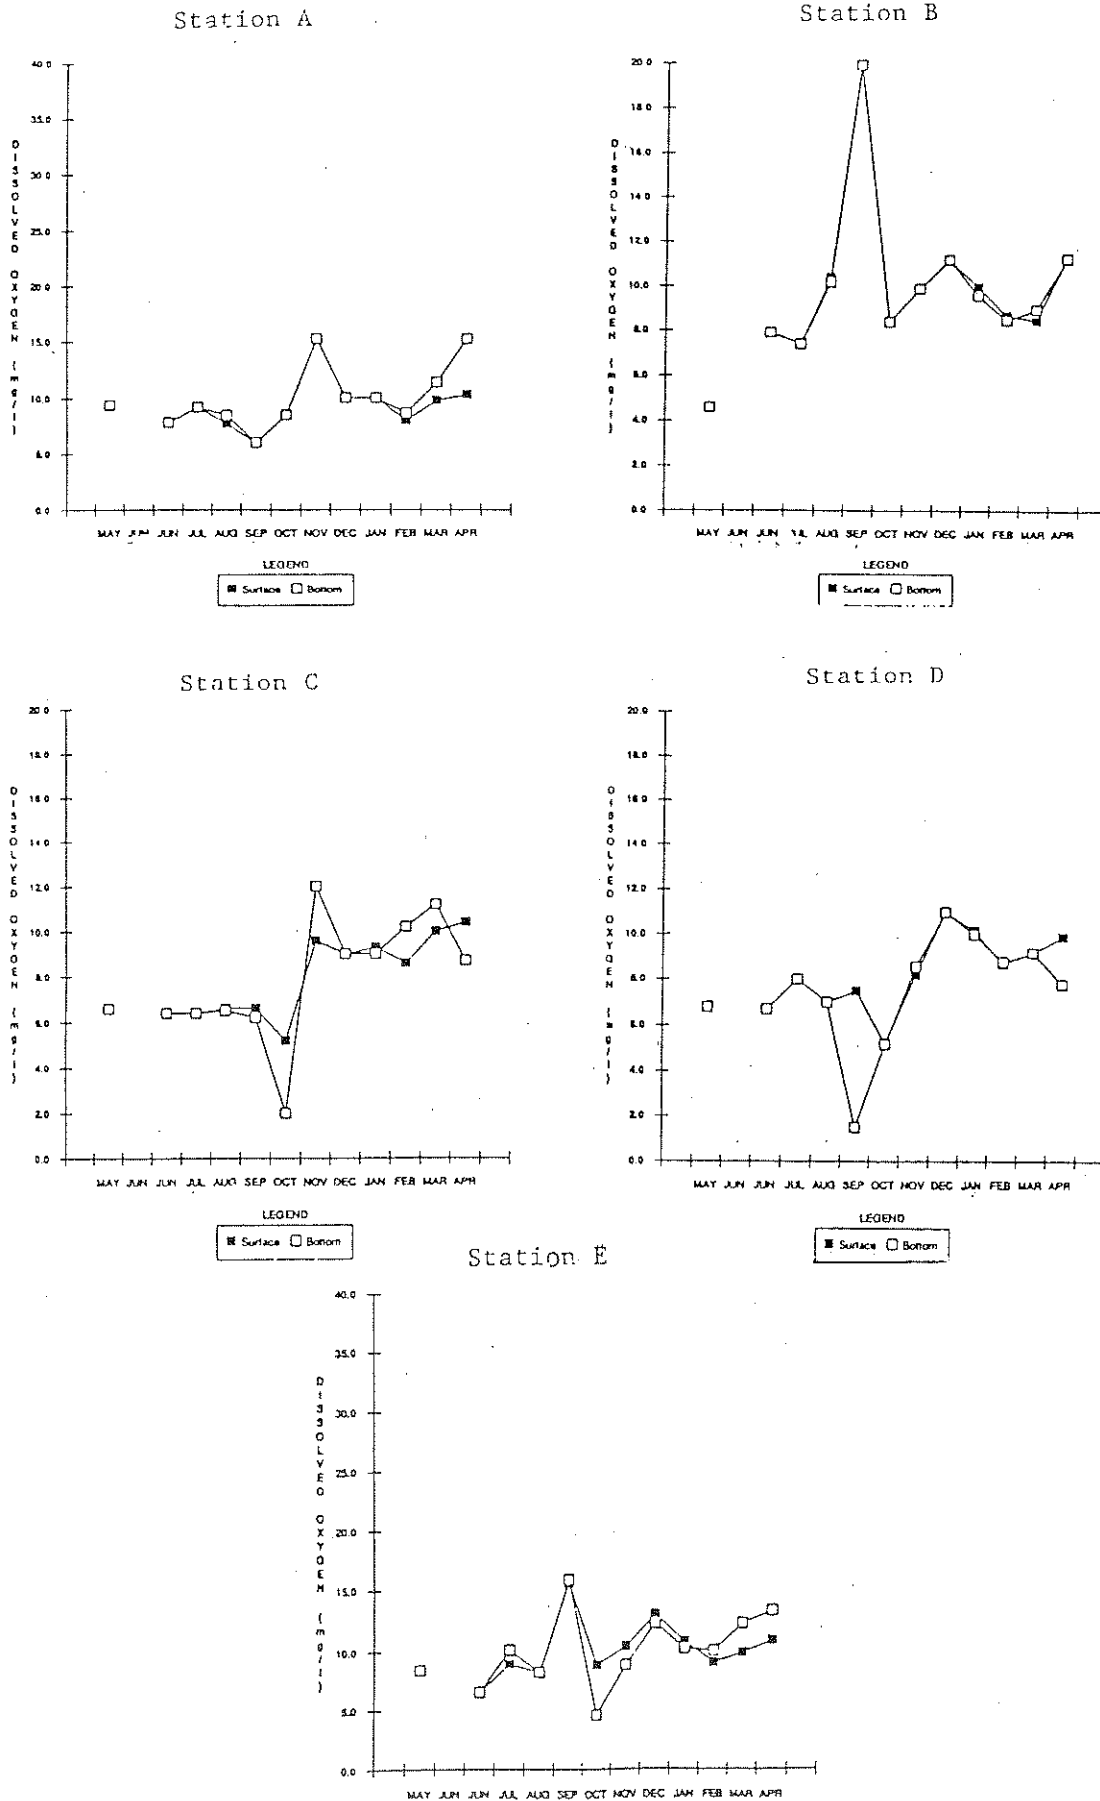 Station A
40.0
35.0
30.0
25.0
20.0
15.0
10.0
5.0
0.0
DISSOLVED OXYGEN (mg/l)
MAY JUN JUN JUL AUG SEP OCT NOV DEC JAN FEB MAR APR
LEGEND
Surface Bottom
Station B
20.0
18.0
16.0
14.0
12.0
10.0
8.0
6.0
4.0
2.0
0.0
DISSOLVED OXYGEN (mg/l)
MAY JUN JUN JUL AUG SEP OCT NOV DEC JAN FEB MAR APR
LEGEND
Surface Bottom
Station C
20.0
18.0
16.0
14.0
12.0
10.0
8.0
6.0
4.0
2.0
0.0
DISSOLVED OXYGEN (mg/l)
MAY JUN JUN JUL AUG SEP OCT NOV DEC JAN FEB MAR APR
LEGEND
Surface Bottom
Station D
20.0
18.0
16.0
14.0
12.0
10.0
8.0
6.0
4.0
2.0
0.0
DISSOLVED OXYGEN (mg/l)
MAY JUN JUN JUL AUG SEP OCT NOV DEC JAN FEB MAR APR
LEGEND
Surface Bottom
Station E
40.0
35.0
30.0
25.0
20.0
15.0
10.0
5.0
0.0
DISSOLVED OXYGEN (mg/l)
MAY JUN JUN JUL AUG SEP OCT NOV DEC JAN FEB MAR APR